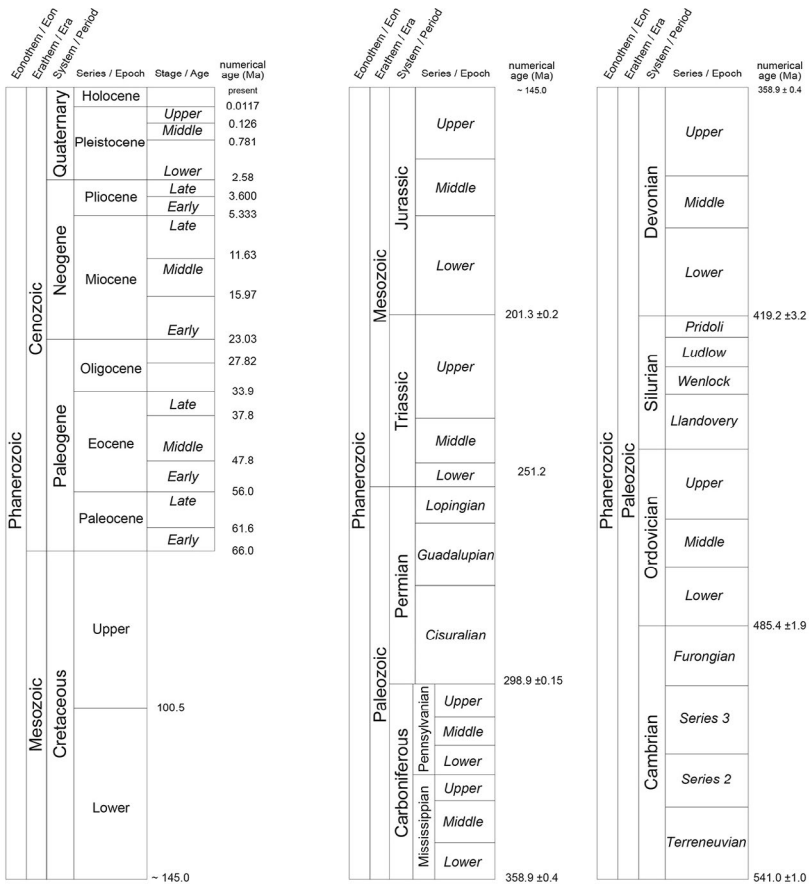 Eonothem / Eon
Erathem / Era
System / Period
Series / Epoch
Stage / Age
numerical
age (Ma)
Phanerozoic
Cenozoic
Mesozoic
Quaternary
Neogene
Paleogene
Cretaceous
Holocene
Pleistocene
Pliocene
Miocene
Oligocene
Eocene
Paleocene
Upper
Lower
Upper
Middle
Lower
Late
Early
Late
Middle
Early
Late
Middle
Early
Late
Early
present
0.0117
0.126
0.781
2.58
3.600
5.333
11.63
15.97
23.03
27.82
33.9
37.8
47.8
56.0
61.6
66.0
100.5
~ 145.0
Eonothem / Eon
Erathem / Era
System / Period
Series / Epoch
numerical
age (Ma)
Phanerozoic
Mesozoic
Paleozoic
Jurassic
Triassic
Permian
Carboniferous
Pennsylvanian
Mississippian
Upper
Middle
Lower
Upper
Middle
Lower
Lopingian
Guadalupian
Cisuralian
Upper
Middle
Lower
Upper
Middle
Lower
~ 145.0
201.3 ±0.2
251.2
298.9 ±0.15
358.9 ±0.4
Eonothem / Eon
Erathem / Era
System / Period
Series / Epoch
numerical
age (Ma)
Phanerozoic
Paleozoic
Devonian
Silurian
Ordovician
Cambrian
Upper
Middle
Lower
Pridoli
Ludlow
Wenlock
Llandovery
Upper
Middle
Lower
Furongian
Series 3
Series 2
Terreneuvian
358.9 ± 0.4
419.2 ±3.2
485.4 ±1.9
541.0 ±1.0